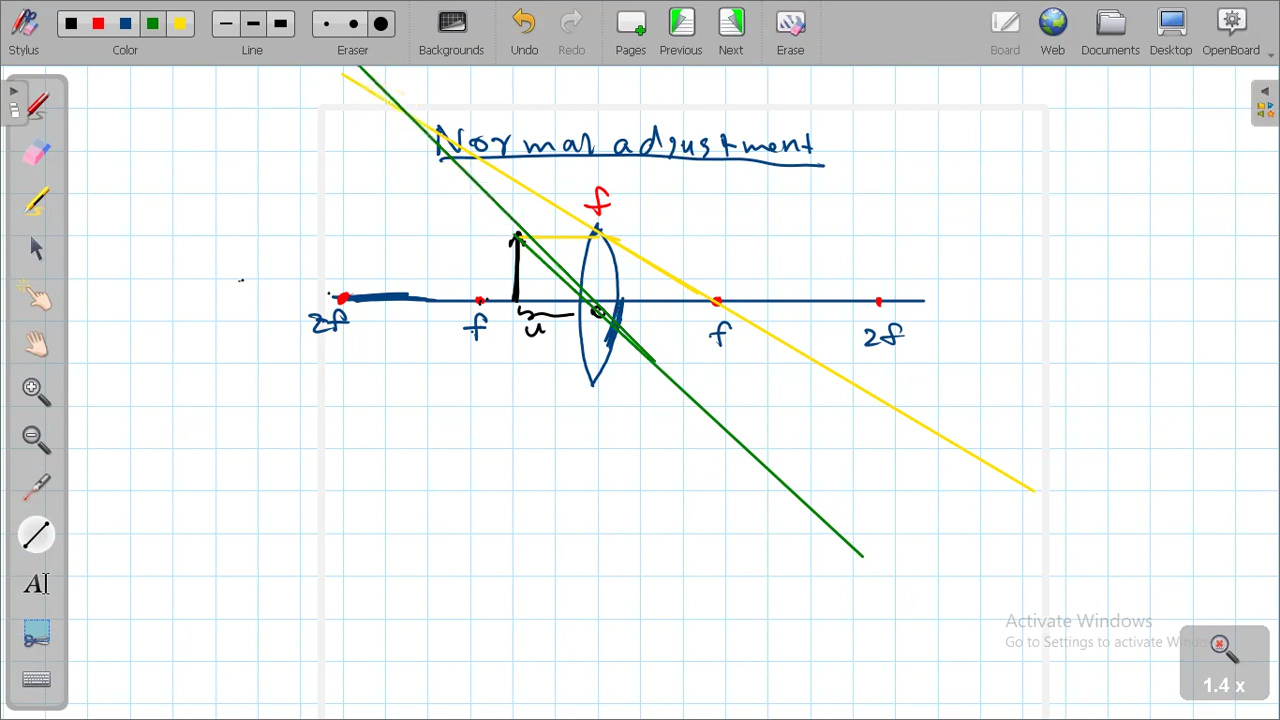 Stylus Color Line Eraser Backgrounds Undo Redo Pages Previous Next Erase Board Web Documents Desktop OpenBoard
Normal adjustment
f
2f f u o f 2f
AI
Activate Windows
Go to Settings to activate Windows.
1.4 x